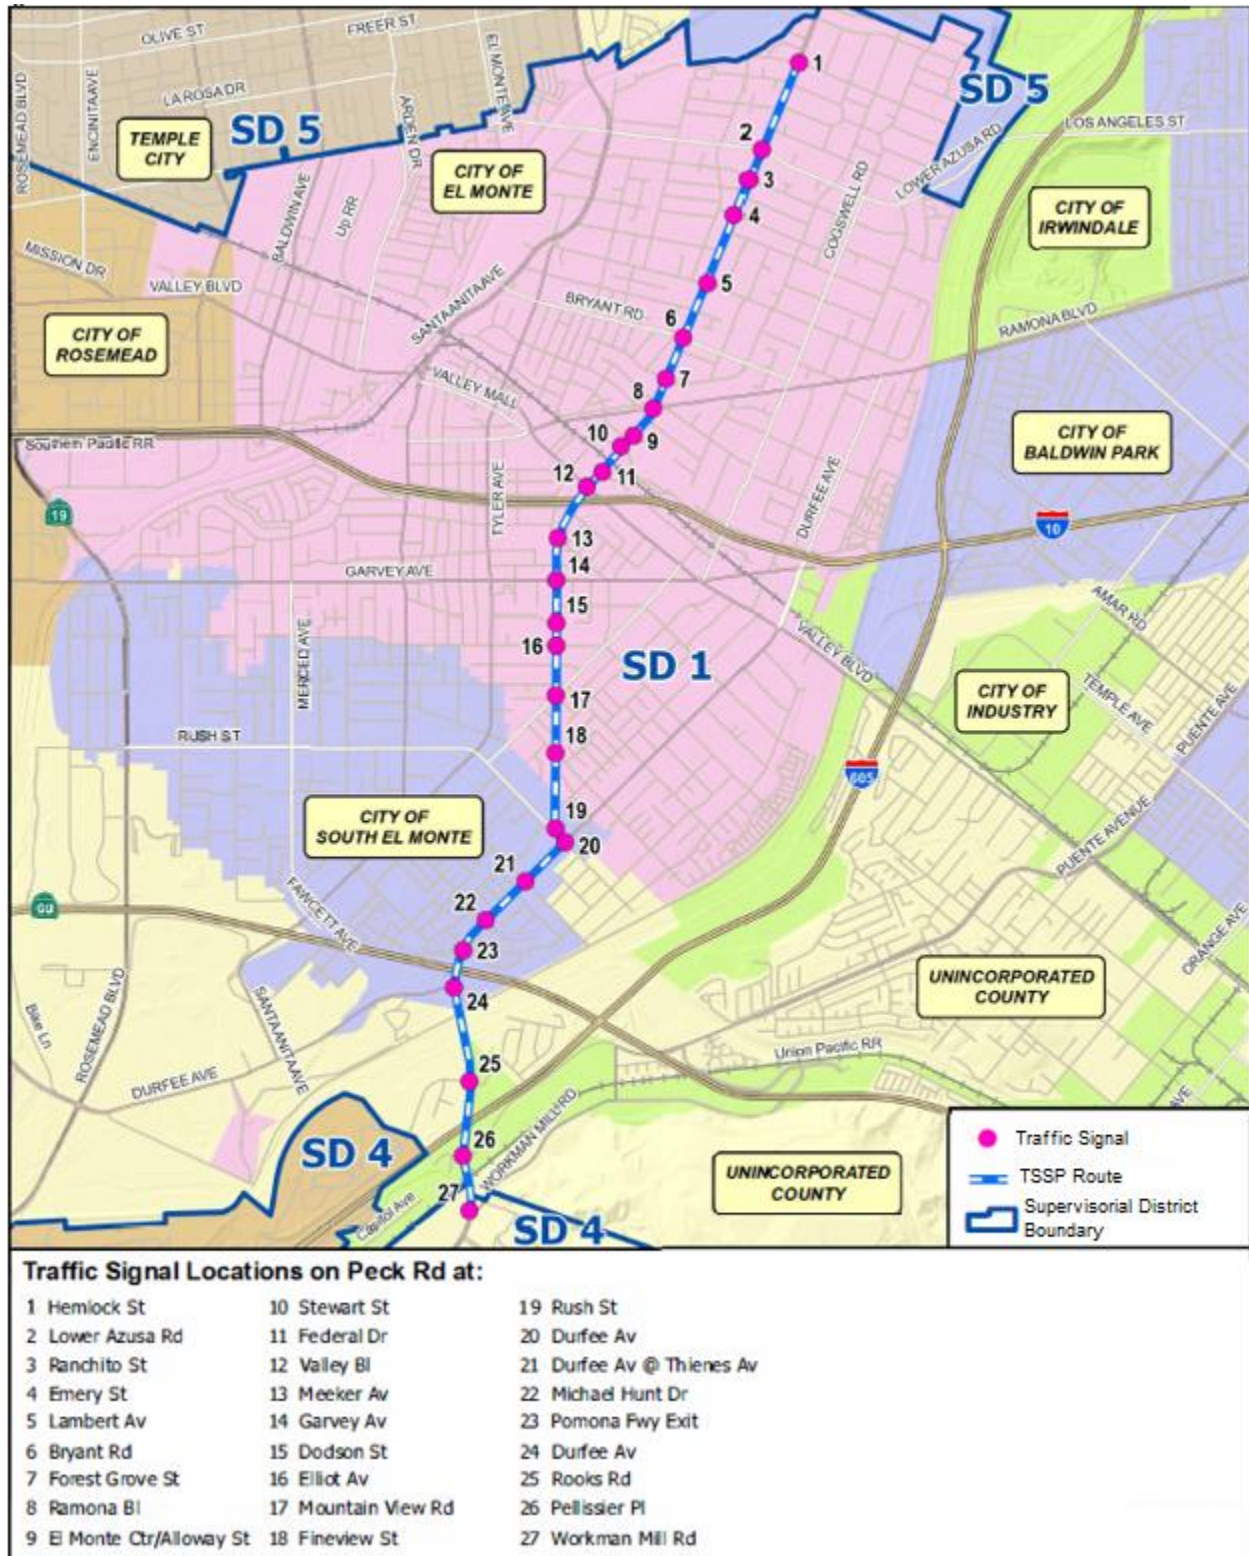 OLIVE ST
FREER ST
EL MONTE AVE
ROSEMEAD BLVD
ENCINITA AVE
LA ROSA DR
ARDEN DR
TEMPLE
CITY
SD 5
CITY OF
EL MONTE
1
2
3
4
SD 5
LOS ANGELES ST
LOWER AZUSA RD
COGSWELL RD
CITY OF
IRWINDALE
BALDWIN AVE
Up RR
MISSION DR
VALLEY BLVD
SANTA ANITA AVE
BRYANT RD
5
6
7
8
9
10
11
12
RAMONA BLVD
CITY OF
ROSEMEAD
VALLEY MALL
Southern Pacific RR
CITY OF
BALDWIN PARK
19
TYLER AVE
DURFEE AVE
10
13
14
15
16
GARVEY AVE
MERCED AVE
SD 1
VALLEY BLVD
AMAR RD
TEMPLE AVE
PUENTE AVE
CITY OF
INDUSTRY
17
18
RUSH ST
605
CITY OF
SOUTH EL MONTE
19
20
21
22
23
24
PUENTE AVENUE
60
FAWCETT AVE
ORANGE AVE
UNINCORPORATED
COUNTY
Bike Ln
ROSEMEAD BLVD
SANTA ANITA AVE
DURFEE AVE
25
Union Pacific RR
AVE
WORKMAN MILL RD
SD 4
26
27
Capitol Ave
SD 4
UNINCORPORATED
COUNTY
Traffic Signal
TSSP Route
Supervisorial District
Boundary
Traffic Signal Locations on Peck Rd at:
1 Hemlock St
2 Lower Azusa Rd
3 Ranchito St
4 Emery St
5 Lambert Av
6 Bryant Rd
7 Forest Grove St
8 Ramona Bl
9 El Monte Ctr/Alloway St
10 Stewart St
11 Federal Dr
12 Valley Bl
13 Meeker Av
14 Garvey Av
15 Dodson St
16 Elliot Av
17 Mountain View Rd
18 Fineview St
19 Rush St
20 Durfee Av
21 Durfee Av @ Thienes Av
22 Michael Hunt Dr
23 Pomona Fwy Exit
24 Durfee Av
25 Rooks Rd
26 Pellissier Pl
27 Workman Mill Rd